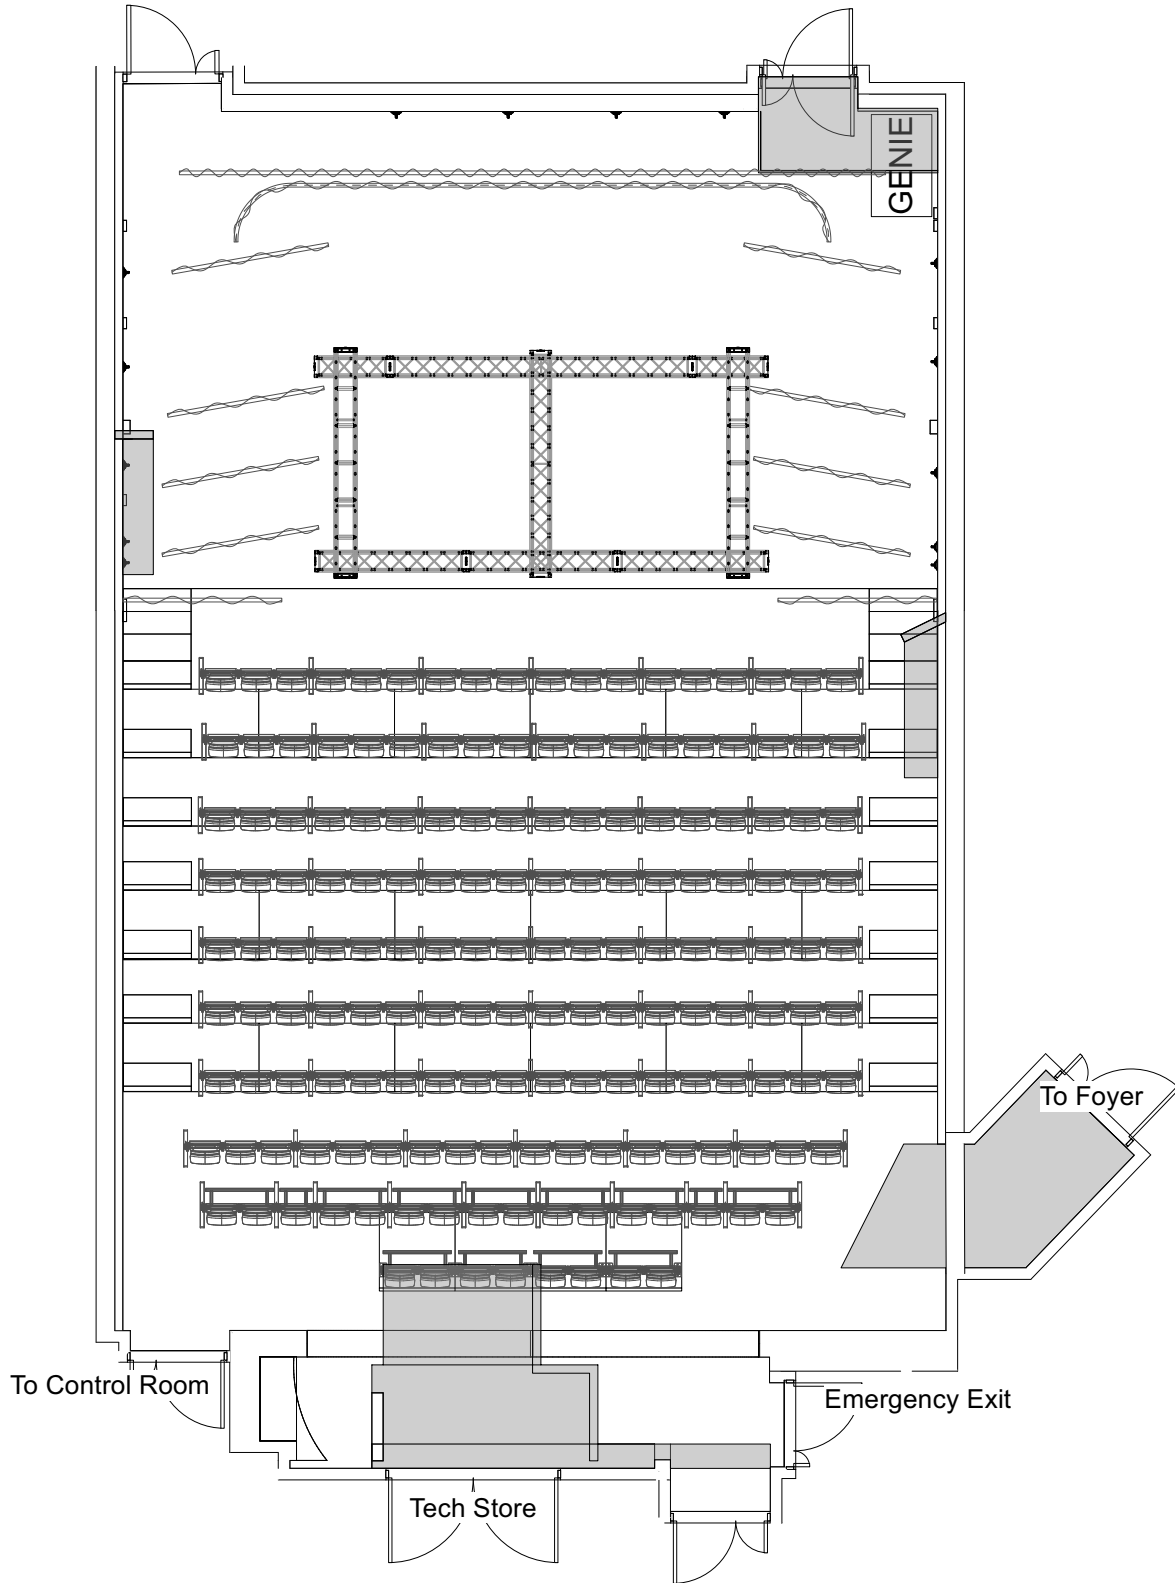 GENIE
To Foyer
To Control Room
Emergency Exit
Tech Store